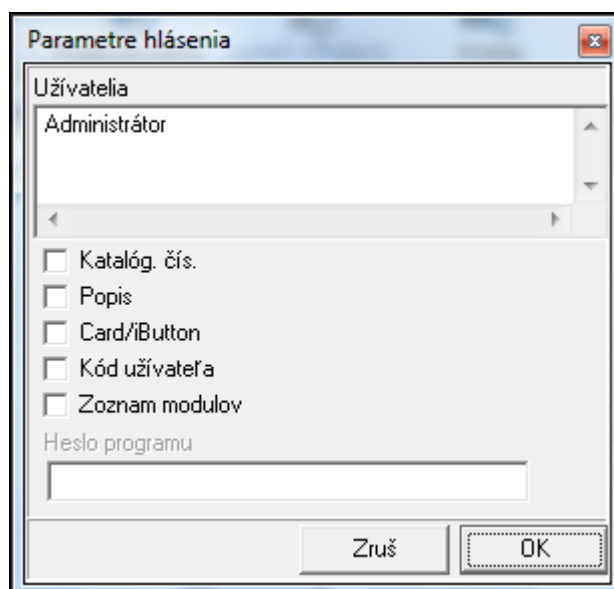 Parametre hlásenia
Užívatelia
Administrátor
Katalóg. čís.
Popis
Card/iButton
Kód užívateľa
Zoznam modulov
Heslo programu
Zruš
OK